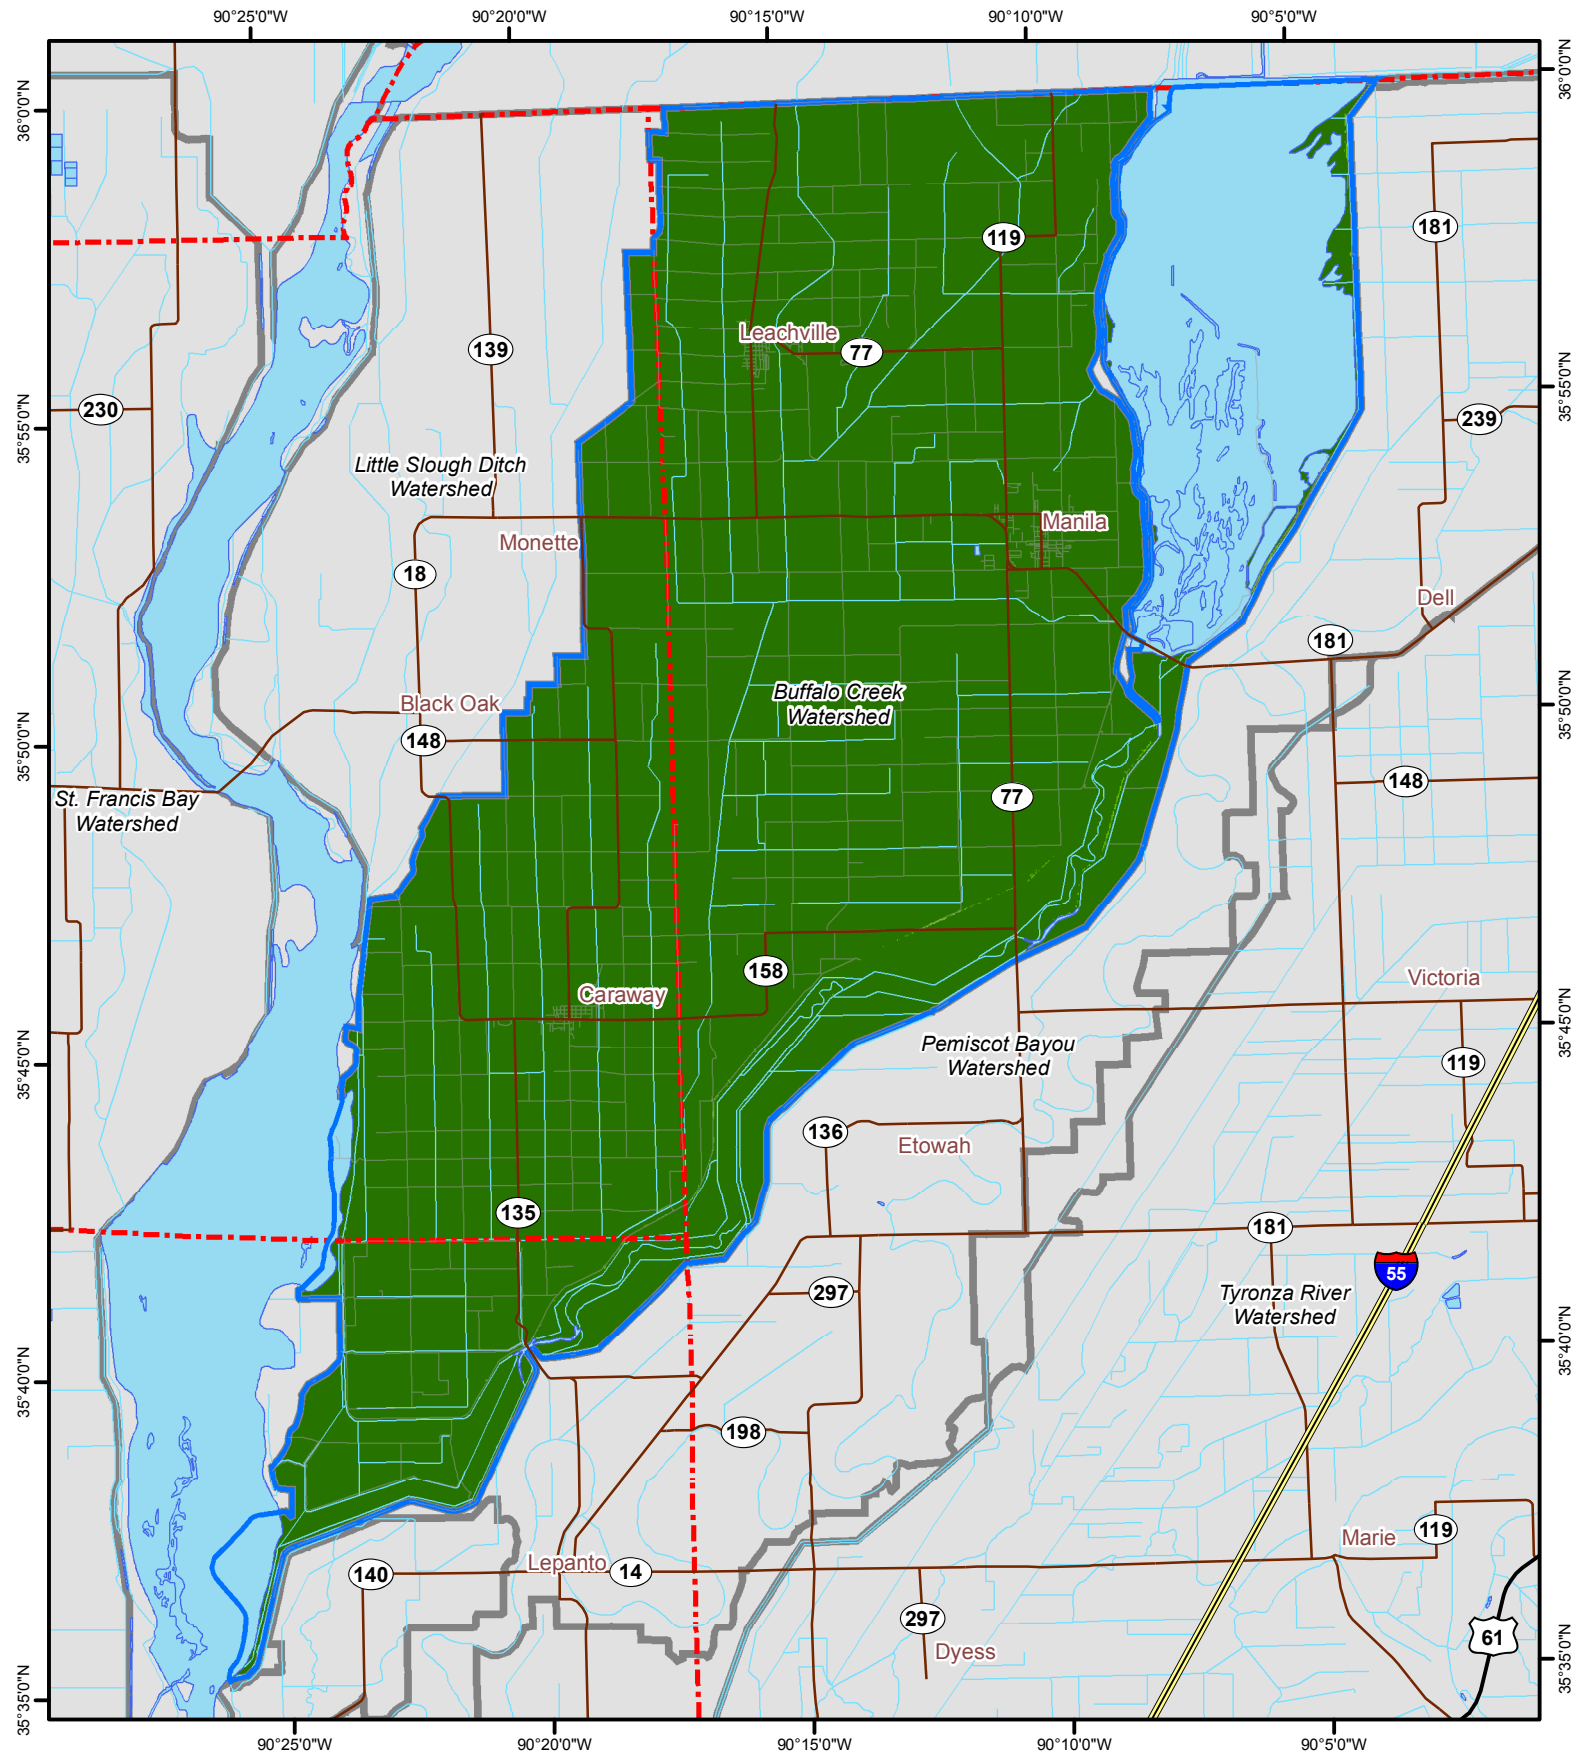 90°25'0"W
90°20'0"W
90°15'0"W
90°10'0"W
90°5'0"W
36°0'0"N
36°0'0"N
181
119
Leachville
77
139
35°55'0"N
230
239
35°55'0"N
Little Slough Ditch
Watershed
Manila
Monette
18
Dell
181
Buffalo Creek
Watershed
Black Oak
148
35°50'0"N
35°50'0"N
148
77
St. Francis Bay
Watershed
158
Victoria
Caraway
35°45'0"N
Pemiscot Bayou
Watershed
35°45'0"N
119
136
Etowah
135
181
55
297
Tyronza River
Watershed
35°40'0"N
35°40'0"N
198
119
Marie
Lepanto
14
140
297
61
Dyess
35°35'0"N
35°35'0"N
90°25'0"W
90°20'0"W
90°15'0"W
90°10'0"W
90°5'0"W